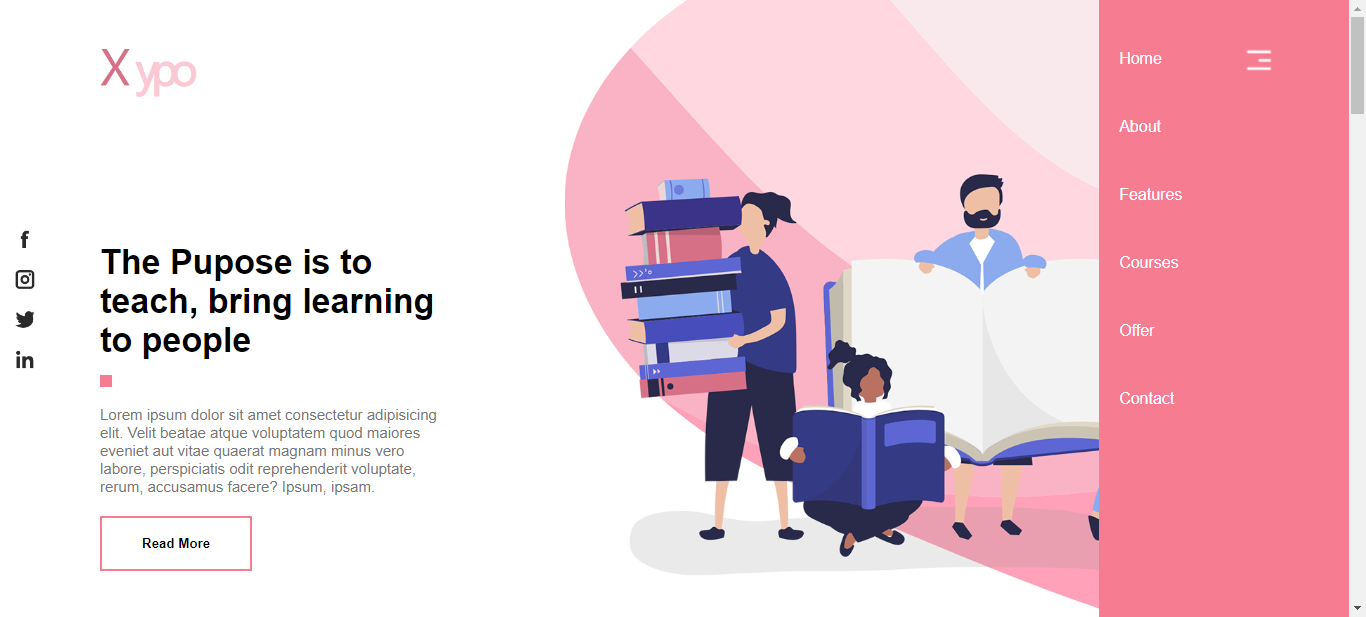 X ypo
Home
About
Features
Courses
Offer
Contact
The Pupose is to
teach, bring learning
to people
Lorem ipsum dolor sit amet consectetur adipisicing
elit. Velit beatae atque voluptatem quod maiores
eveniet aut vitae quaerat magnam minus vero
labore, perspiciatis odit reprehenderit voluptate,
rerum, accusamus facere? Ipsum, ipsam.
Read More